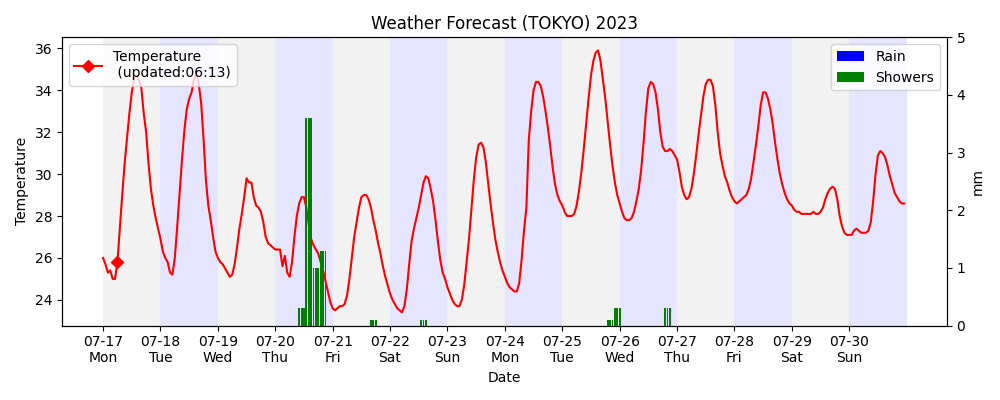 Weather Forecast (TOKYO) 2023
Temperature
(updated:06:13)
Rain
Showers
Temperature
36
34
32
30
28
26
24
5
4
3
2
1
0
mm
07-17 07-18 07-19 07-20 07-21 07-22 07-23 07-24 07-25 07-26 07-27 07-28 07-29 07-30
Mon Tue Wed Thu Fri Sat Sun Mon Tue Wed Thu Fri Sat Sun
Date